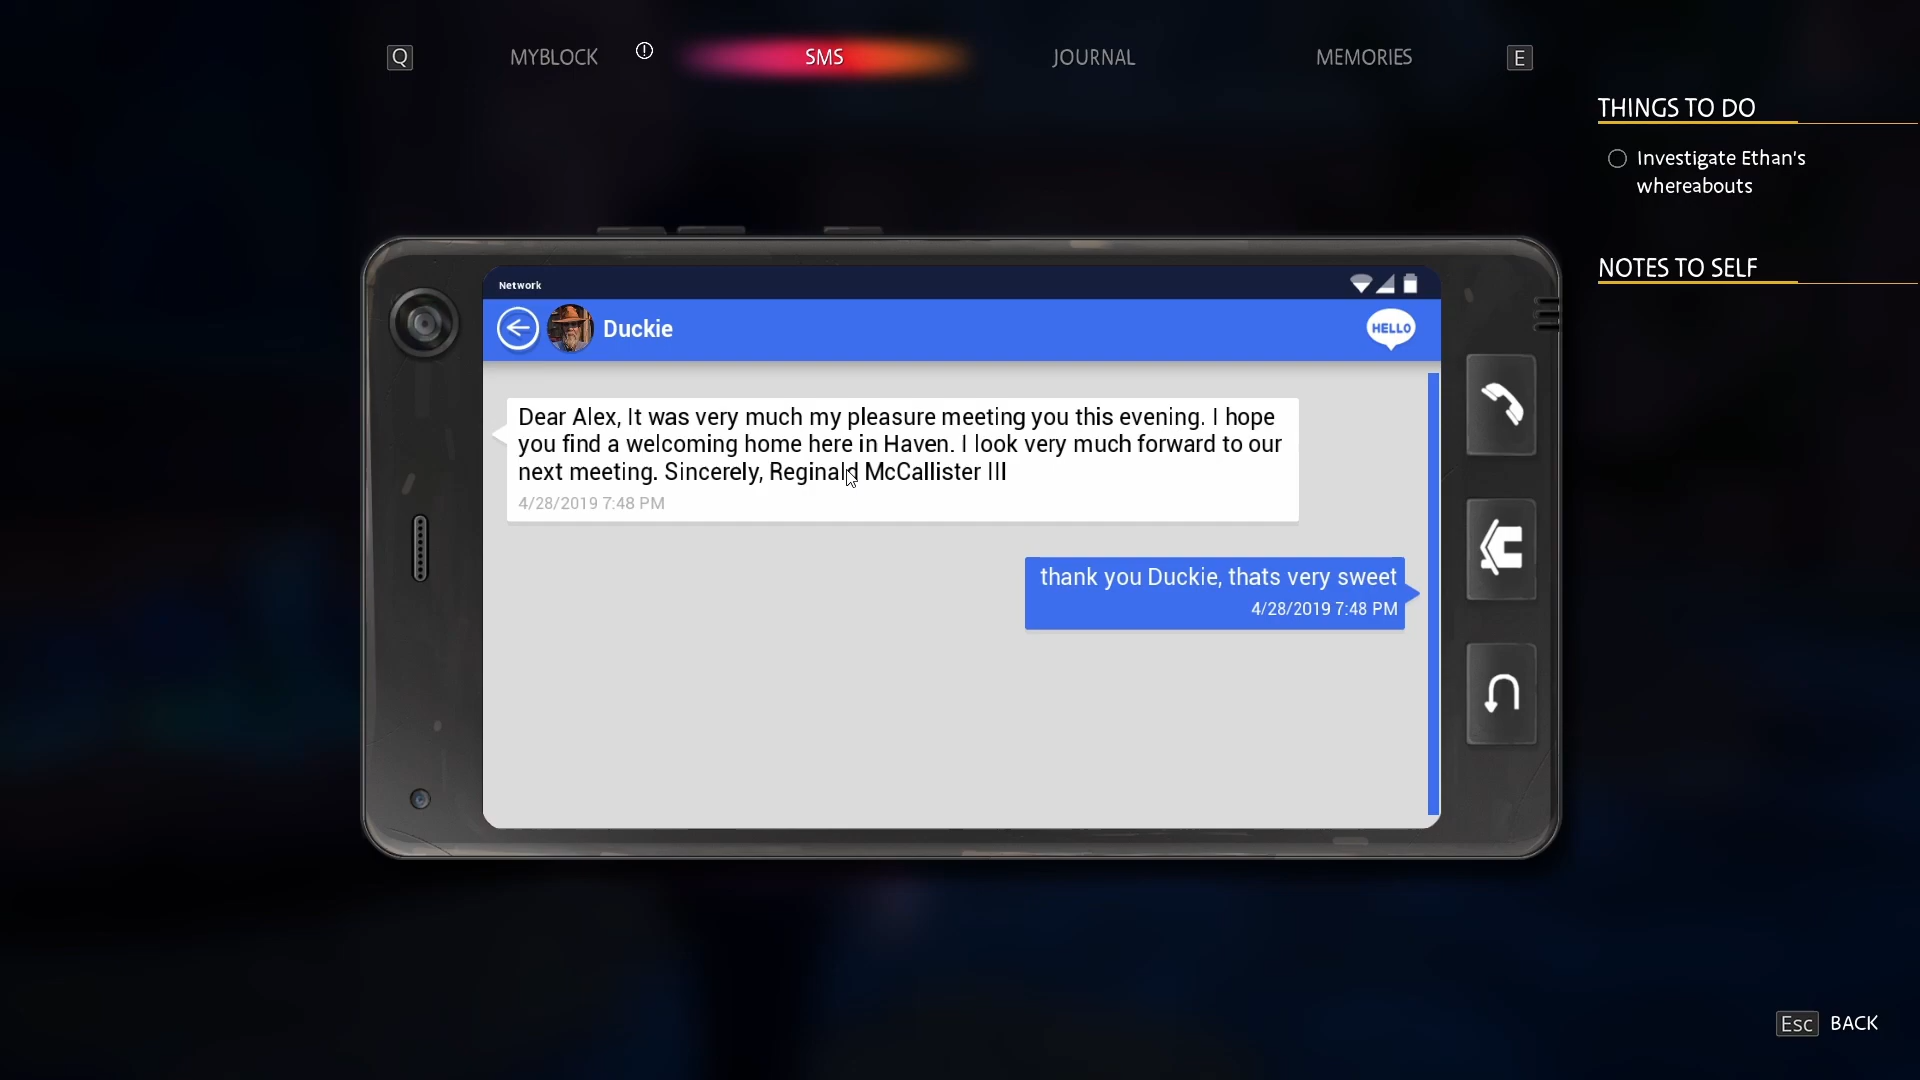 Q
MYBLOCK
SMS
JOURNAL
MEMORIES
E
THINGS TO DO
Investigate Ethan's
whereabouts
NOTES TO SELF
Network
Duckie
HELLO
Dear Alex, It was very much my pleasure meeting you this evening. I hope
you find a welcoming home here in Haven. I look very much forward to our
next meeting. Sincerely, Reginald McCallister III
4/28/2019 7:48 PM
thank you Duckie, thats very sweet
4/28/2019 7:48 PM
Esc BACK